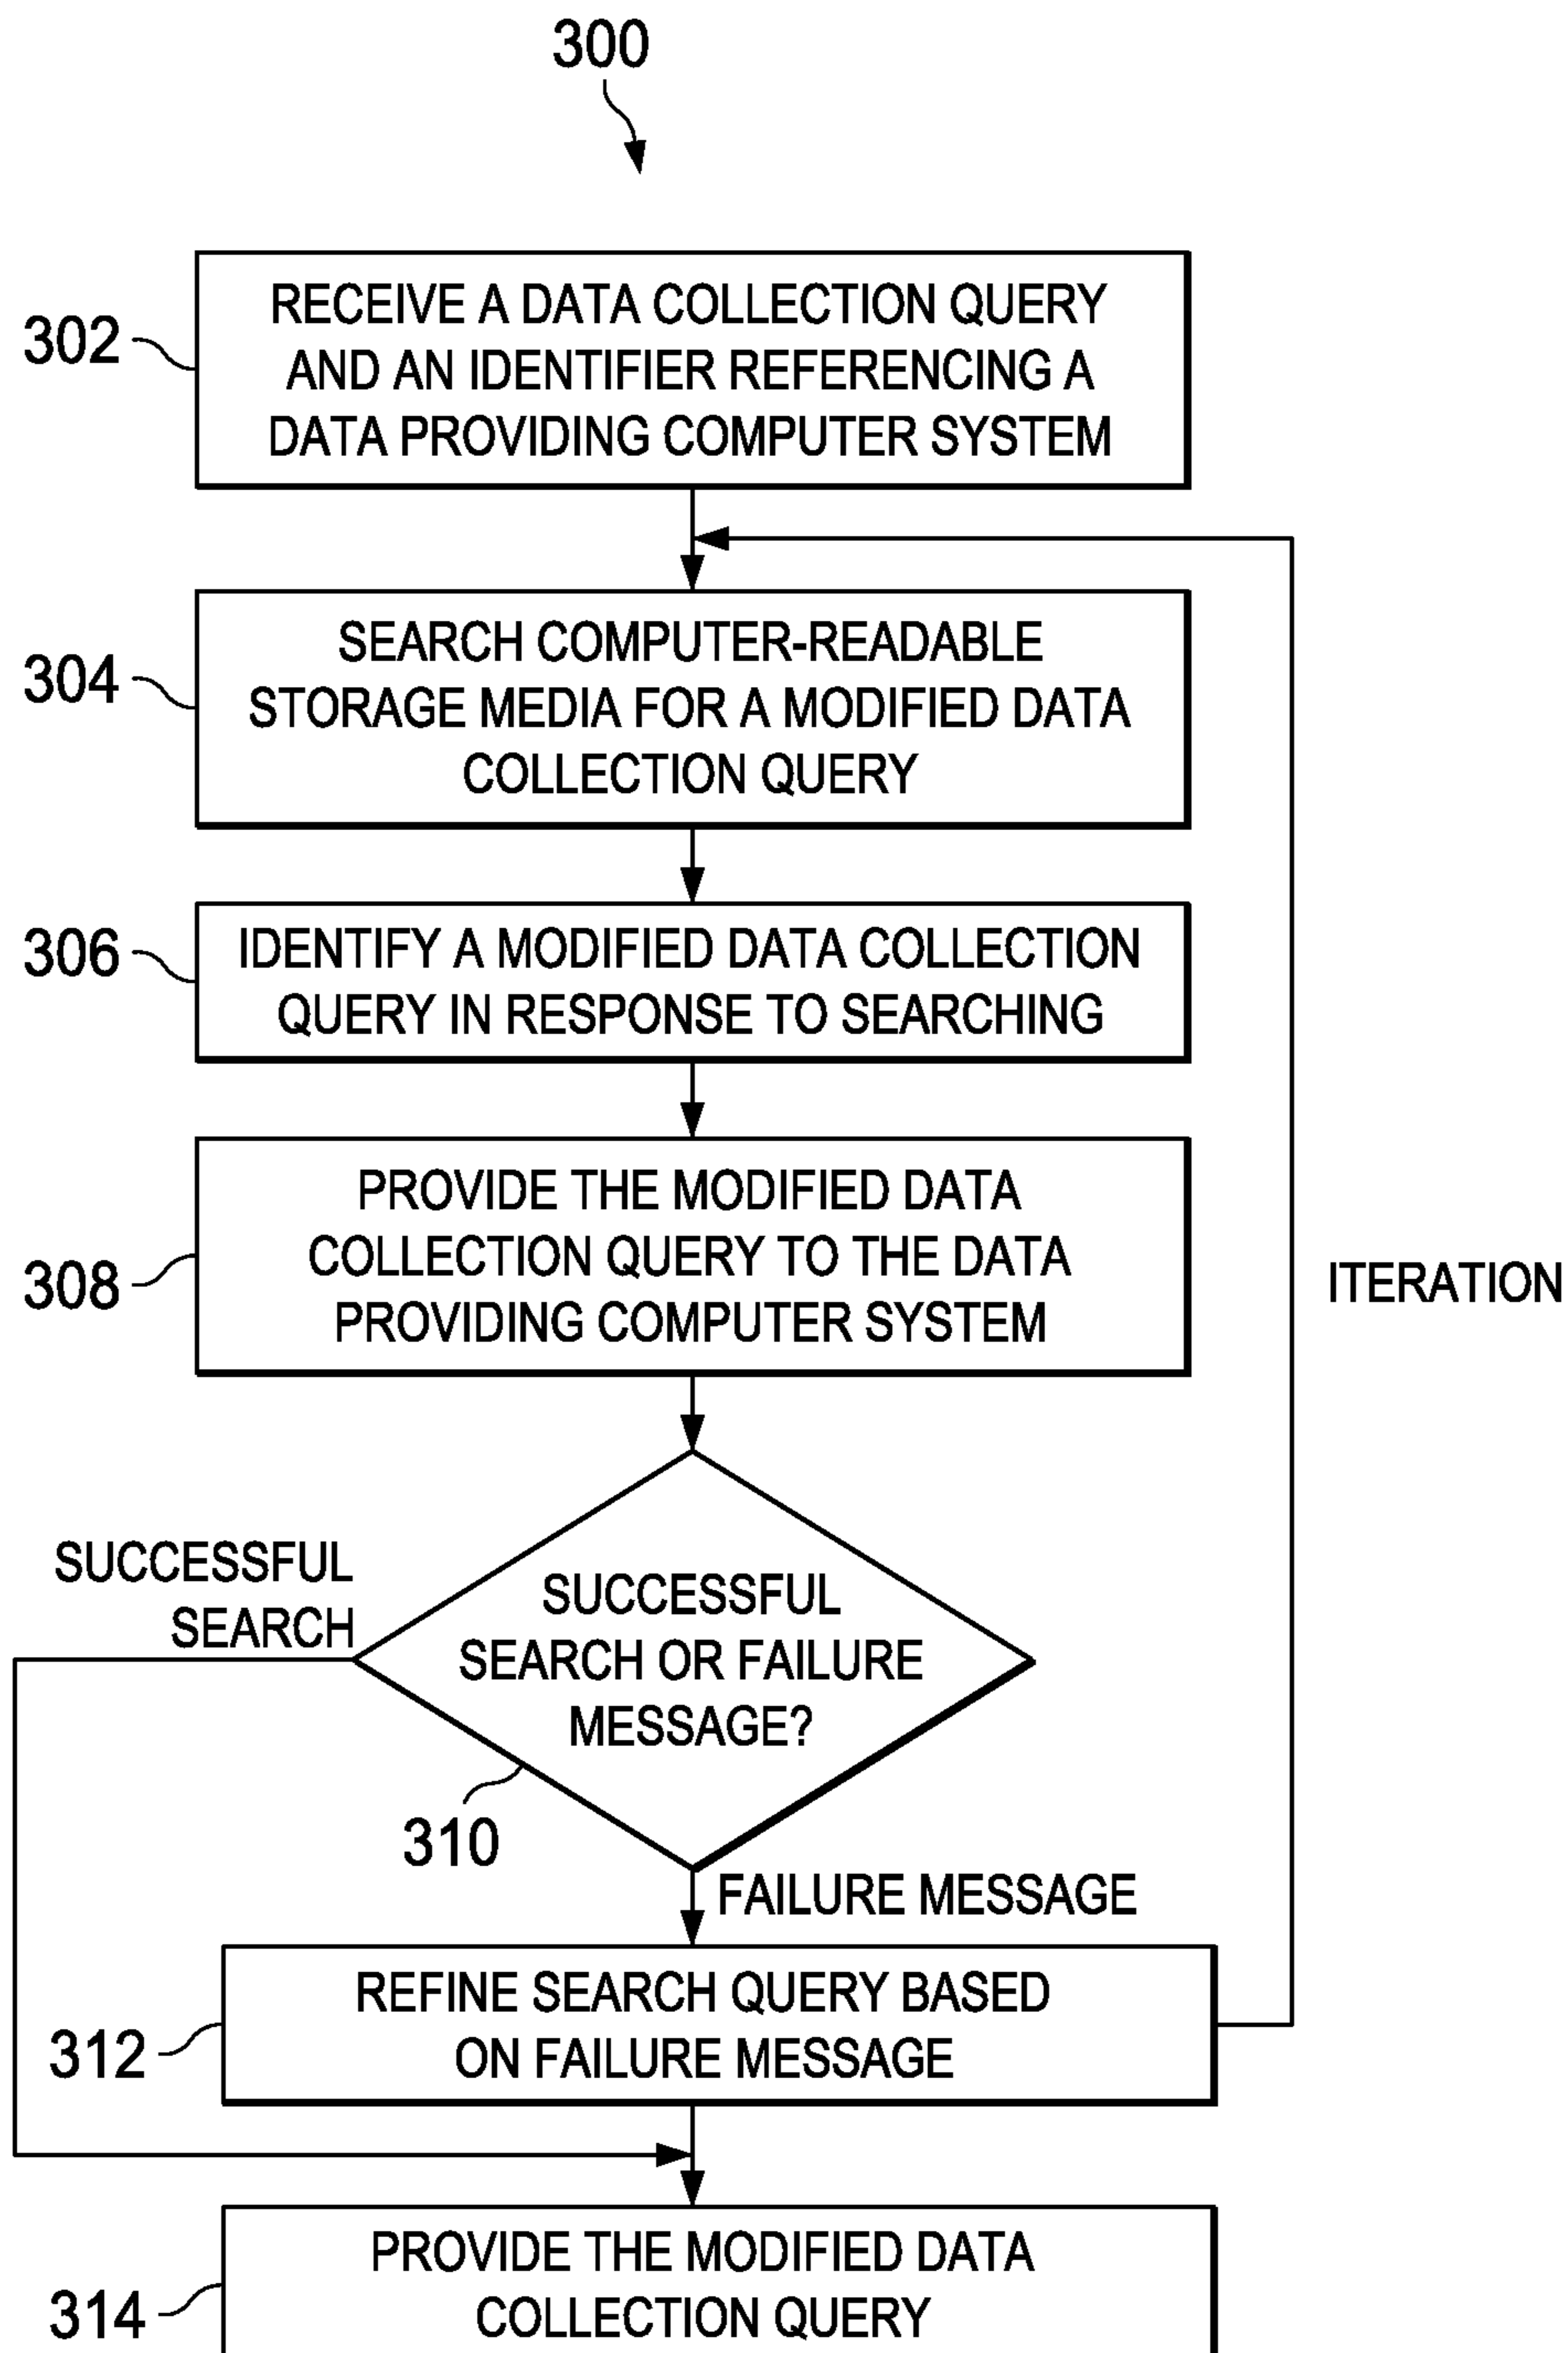 300
302
RECEIVE A DATA COLLECTION QUERY
AND AN IDENTIFIER REFERENCING A
DATA PROVIDING COMPUTER SYSTEM
304
SEARCH COMPUTER-READABLE
STORAGE MEDIA FOR A MODIFIED DATA
COLLECTION QUERY
306
IDENTIFY A MODIFIED DATA COLLECTION
QUERY IN RESPONSE TO SEARCHING
308
PROVIDE THE MODIFIED DATA
COLLECTION QUERY TO THE DATA
PROVIDING COMPUTER SYSTEM
ITERATION
SUCCESSFUL
SEARCH
SUCCESSFUL
SEARCH OR FAILURE
MESSAGE?
310
FAILURE MESSAGE
312
REFINE SEARCH QUERY BASED
ON FAILURE MESSAGE
314
PROVIDE THE MODIFIED DATA
COLLECTION QUERY